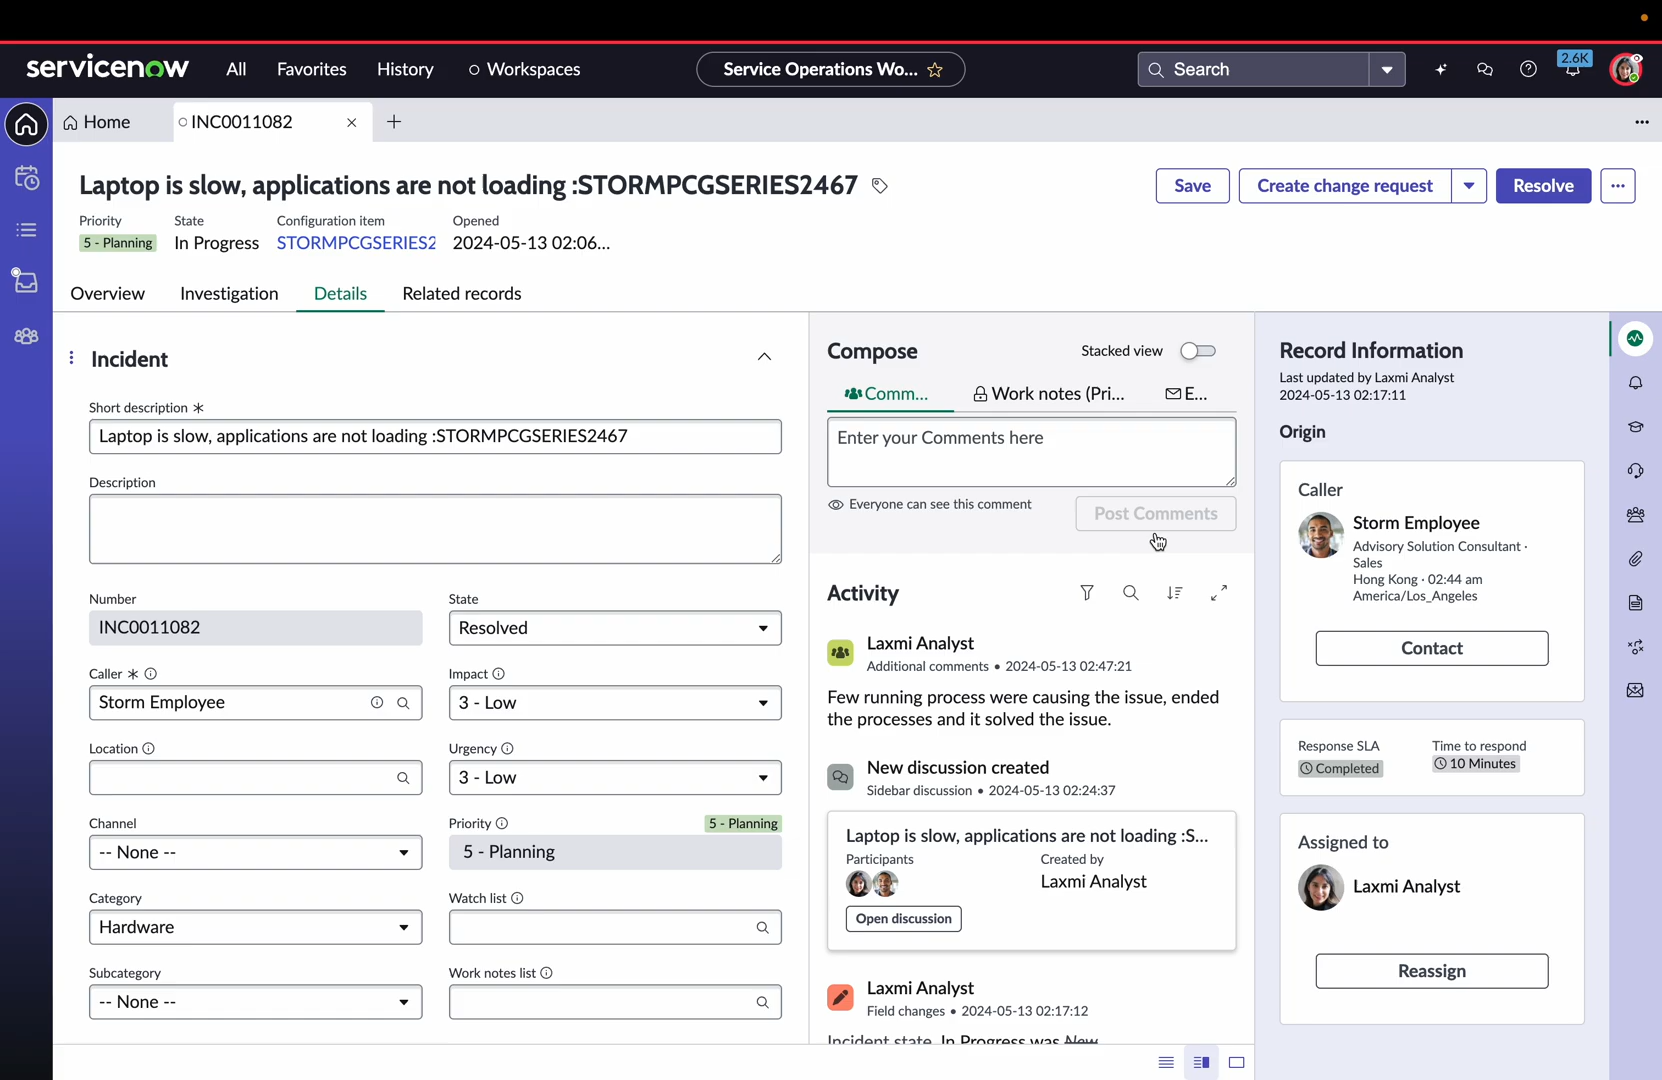 servicenow All Favorites History Workspaces Service Operations Wo... Search 2.6K
Home INC0011082
Laptop is slow, applications are not loading :STORMPCGSERIES2467 Save Create change request Resolve
Priority State Configuration item Opened
5 - Planning In Progress STORMPCGSERIES2 2024-05-13 02:06...
Overview Investigation Details Related records
Incident
Short description *
Laptop is slow, applications are not loading :STORMPCGSERIES2467
Description
Number State
INC0011082 Resolved
Caller * Impact
Storm Employee 3 - Low
Location Urgency
3 - Low
Channel Priority 5 - Planning
-- None -- 5 - Planning
Category Watch list
Hardware
Subcategory Work notes list
-- None --
Compose Stacked view
Comm... Work notes (Pri... E...
Enter your Comments here
Everyone can see this comment Post Comments
Activity
Laxmi Analyst
Additional comments • 2024-05-13 02:47:21
Few running process were causing the issue, ended
the processes and it solved the issue.
New discussion created
Sidebar discussion • 2024-05-13 02:24:37
Laptop is slow, applications are not loading :S...
Participants Created by
Laxmi Analyst
Open discussion
Laxmi Analyst
Field changes • 2024-05-13 02:17:12
Incident state In Progress was New
Record Information
Last updated by Laxmi Analyst
2024-05-13 02:17:11
Origin
Caller
Storm Employee
Advisory Solution Consultant ·
Sales
Hong Kong · 02:44 am
America/Los_Angeles
Contact
Response SLA Time to respond
Completed 10 Minutes
Assigned to
Laxmi Analyst
Reassign